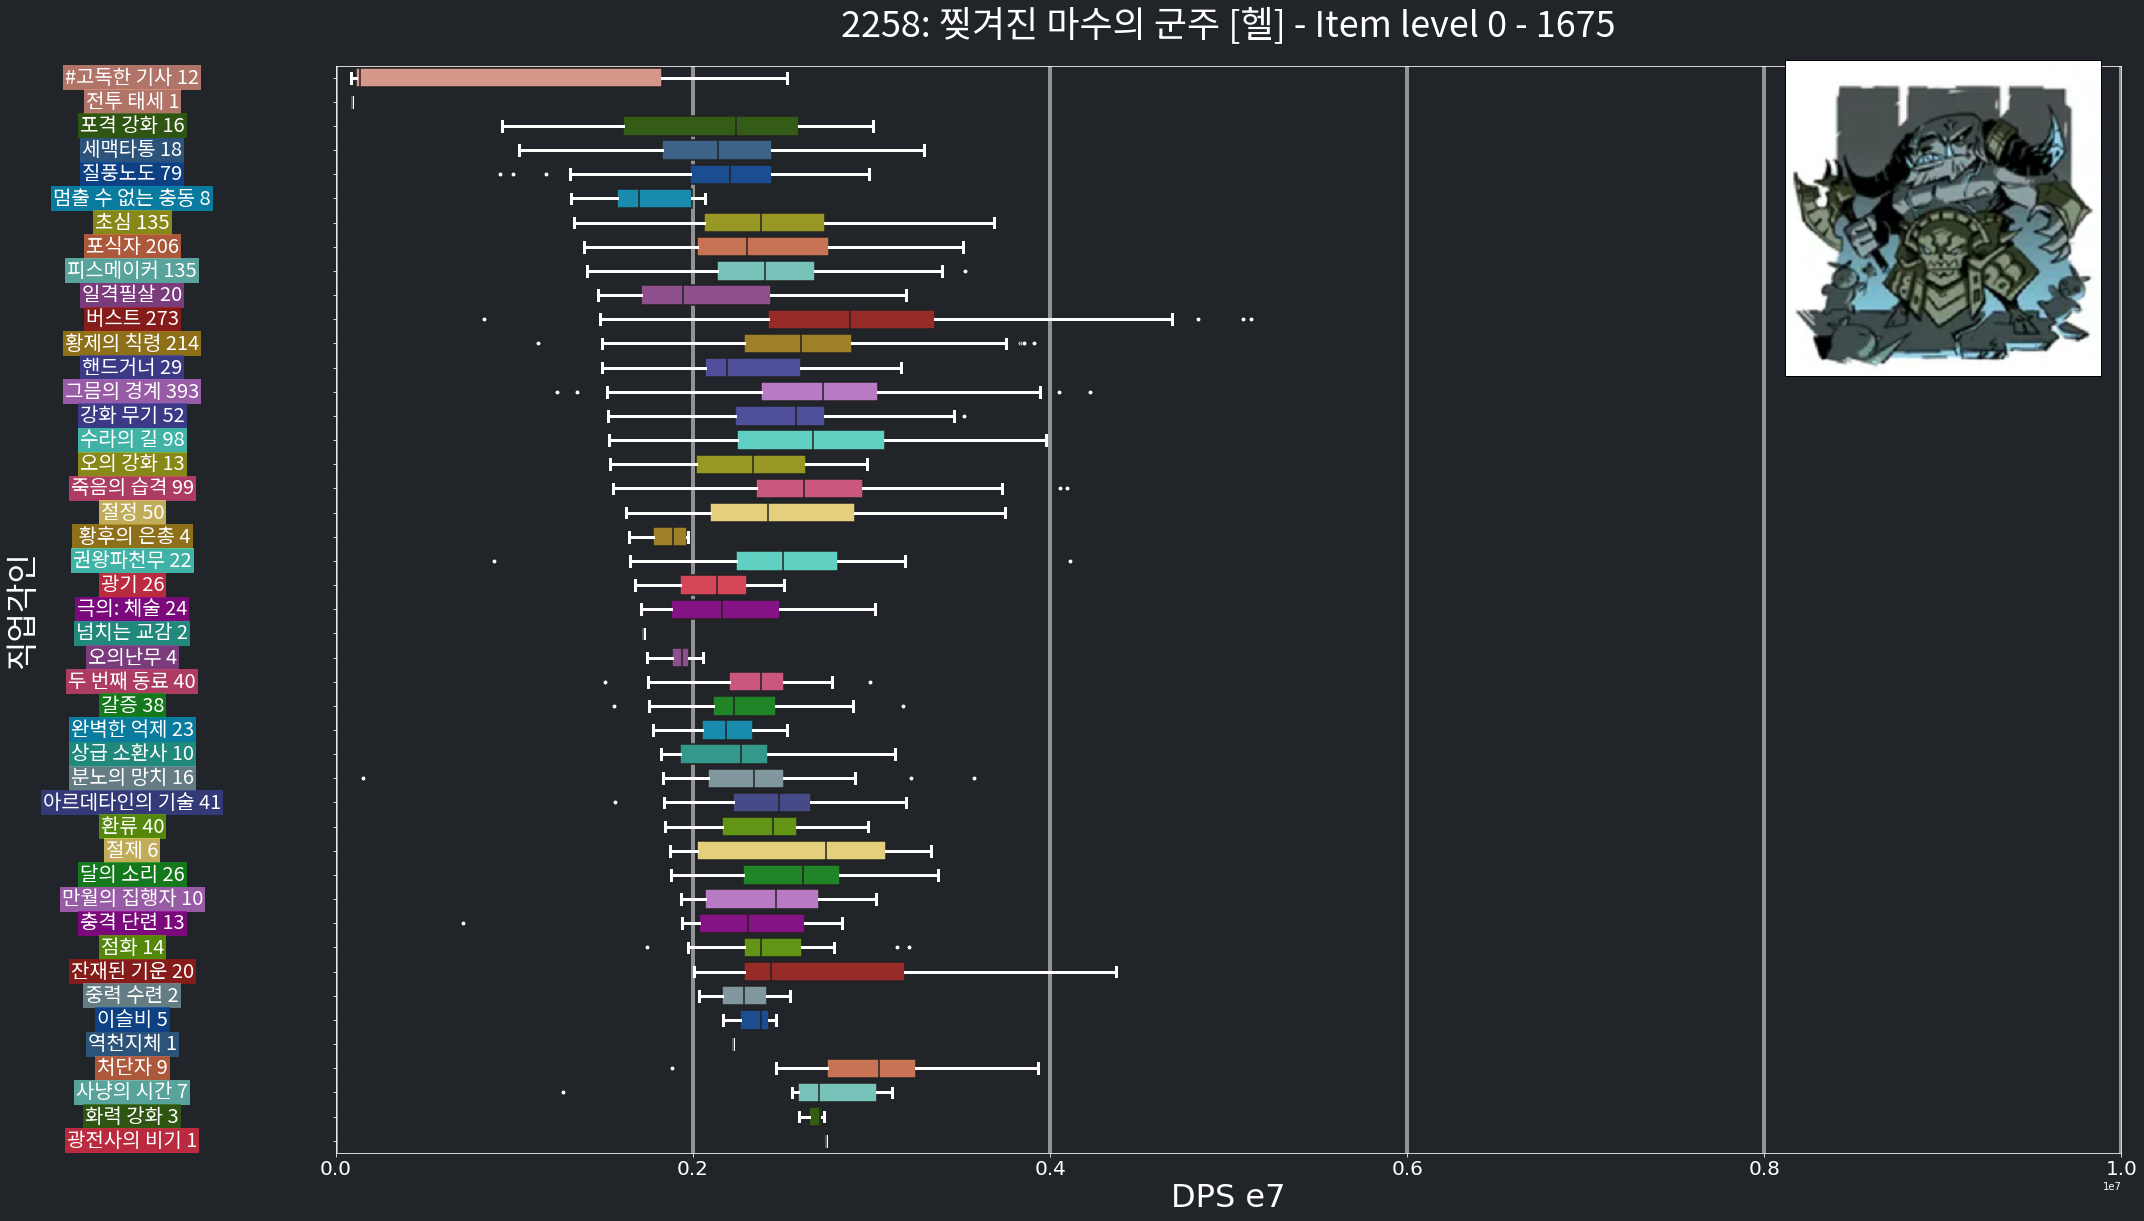 2258: 찢겨진 마수의 군주 [헬] - Item level 0 - 1675
#고독한 기사 12
전투 태세 1
포격 강화 16
세맥타통 18
질풍노도 79
멈출 수 없는 충동 8
초심 135
포식자 206
피스메이커 135
일격필살 20
버스트 273
황제의 칙령 214
핸드거너 29
그믐의 경계 393
강화 무기 52
수라의 길 98
오의 강화 13
죽음의 습격 99
절정 50
황후의 은총 4
권왕파천무 22
광기 26
극의: 체술 24
넘치는 교감 2
오의난무 4
두 번째 동료 40
갈증 38
완벽한 억제 23
상급 소환사 10
분노의 망치 16
아르데타인의 기술 41
환류 40
절제 6
달의 소리 26
만월의 집행자 10
충격 단련 13
점화 14
잔재된 기운 20
중력 수련 2
이슬비 5
역천지체 1
처단자 9
사냥의 시간 7
화력 강화 3
광전사의 비기 1
직업각인
0.0 0.2 0.4 0.6 0.8 1.0
1e7
DPS e7